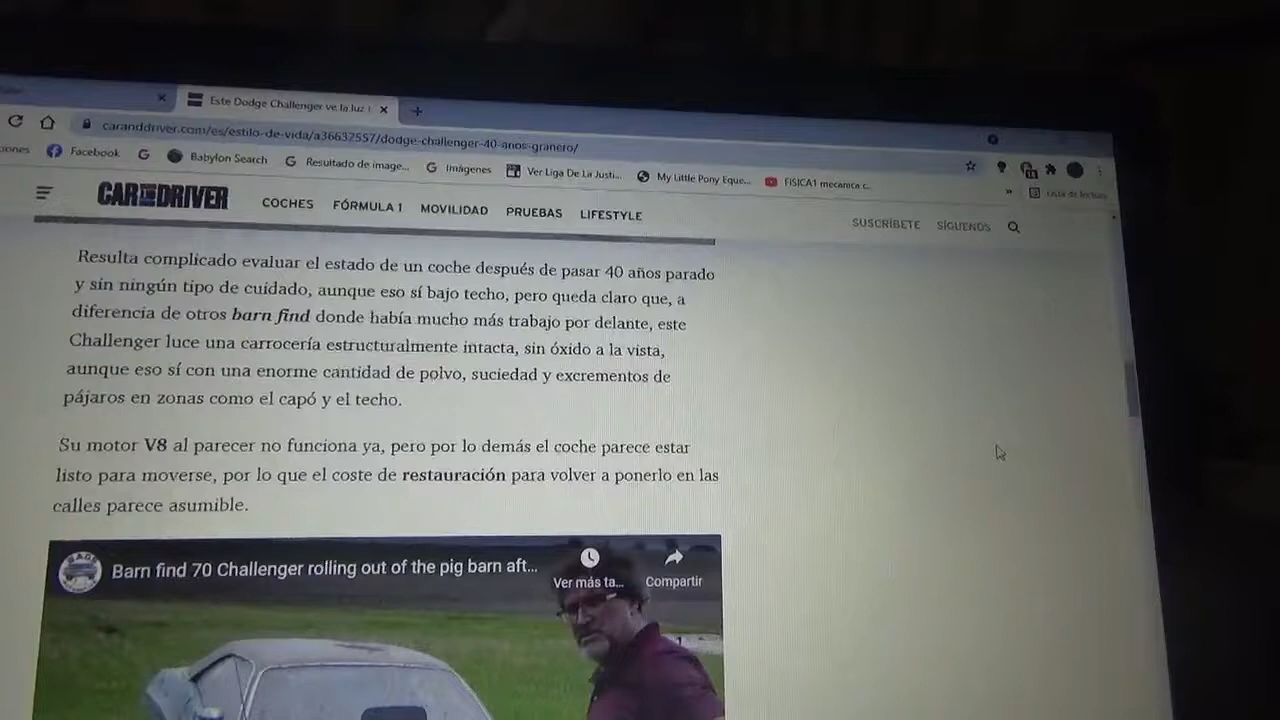 Este Dodge Challenger ve la luz
caranddriver.com/es/estilo-de-vida/a36632557/dodge-challenger-40-anos-granero/
ciones
Facebook
Babylon Search
Resultado de image...
Imágenes
Ver Liga De La Justi...
My Little Pony Eque...
FISICA1 mecanica c...
»
Lista de lectura
CAR AND DRIVER
COCHES
FÓRMULA 1
MOVILIDAD
PRUEBAS
LIFESTYLE
SUSCRÍBETE
SÍGUENOS
Resulta complicado evaluar el estado de un coche después de pasar 40 años parado
y sin ningún tipo de cuidado, aunque eso sí bajo techo, pero queda claro que, a
diferencia de otros barn find donde había mucho más trabajo por delante, este
Challenger luce una carrocería estructuralmente intacta, sin óxido a la vista,
aunque eso sí con una enorme cantidad de polvo, suciedad y excrementos de
pájaros en zonas como el capó y el techo.
Su motor V8 al parecer no funciona ya, pero por lo demás el coche parece estar
listo para moverse, por lo que el coste de restauración para volver a ponerlo en las
calles parece asumible.
Barn find 70 Challenger rolling out of the pig barn aft...
Ver más ta...
Compartir